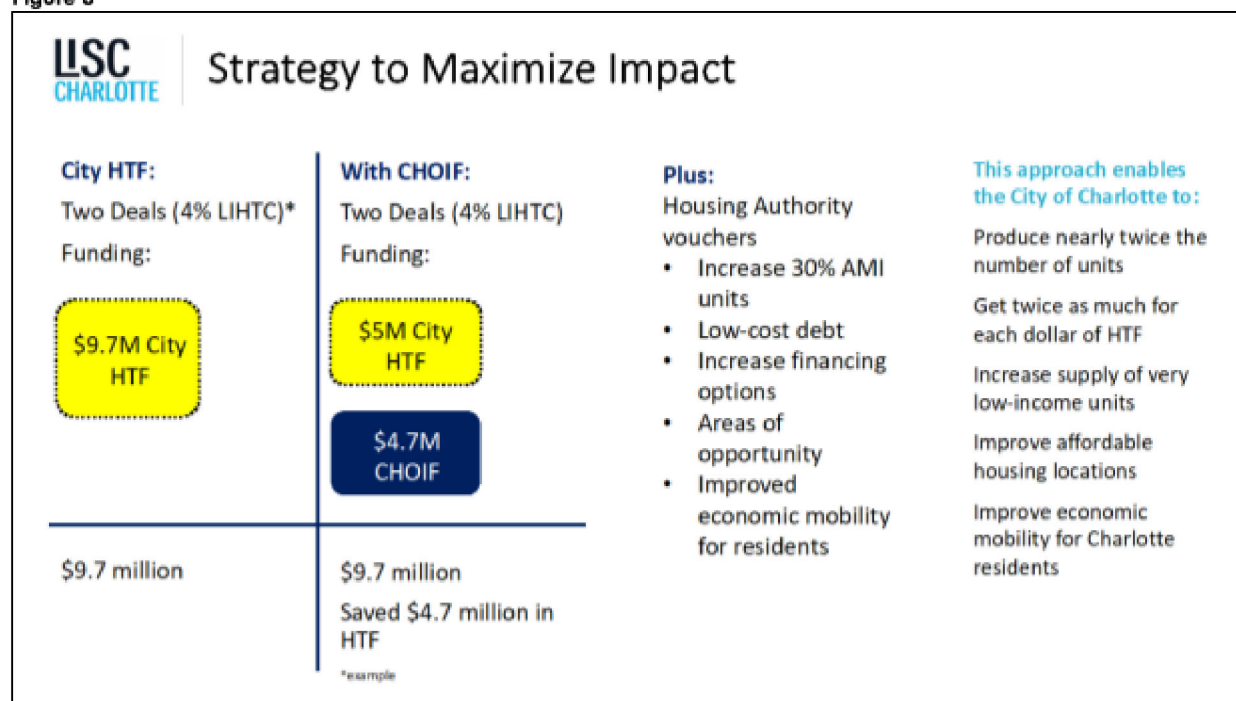 LISC
CHARLOTTE
Strategy to Maximize Impact
City HTF:
Two Deals (4% LIHTC)*
Funding:
$9.7M City
HTF
$9.7 million
With CHOIF:
Two Deals (4% LIHTC)
Funding:
$5M City
HTF
$4.7M
CHOIF
$9.7 million
Saved $4.7 million in
HTF
*example
Plus:
Housing Authority
vouchers
• Increase 30% AMI
units
• Low-cost debt
• Increase financing
options
• Areas of
opportunity
• Improved
economic mobility
for residents
This approach enables
the City of Charlotte to:
Produce nearly twice the
number of units
Get twice as much for
each dollar of HTF
Increase supply of very
low-income units
Improve affordable
housing locations
Improve economic
mobility for Charlotte
residents